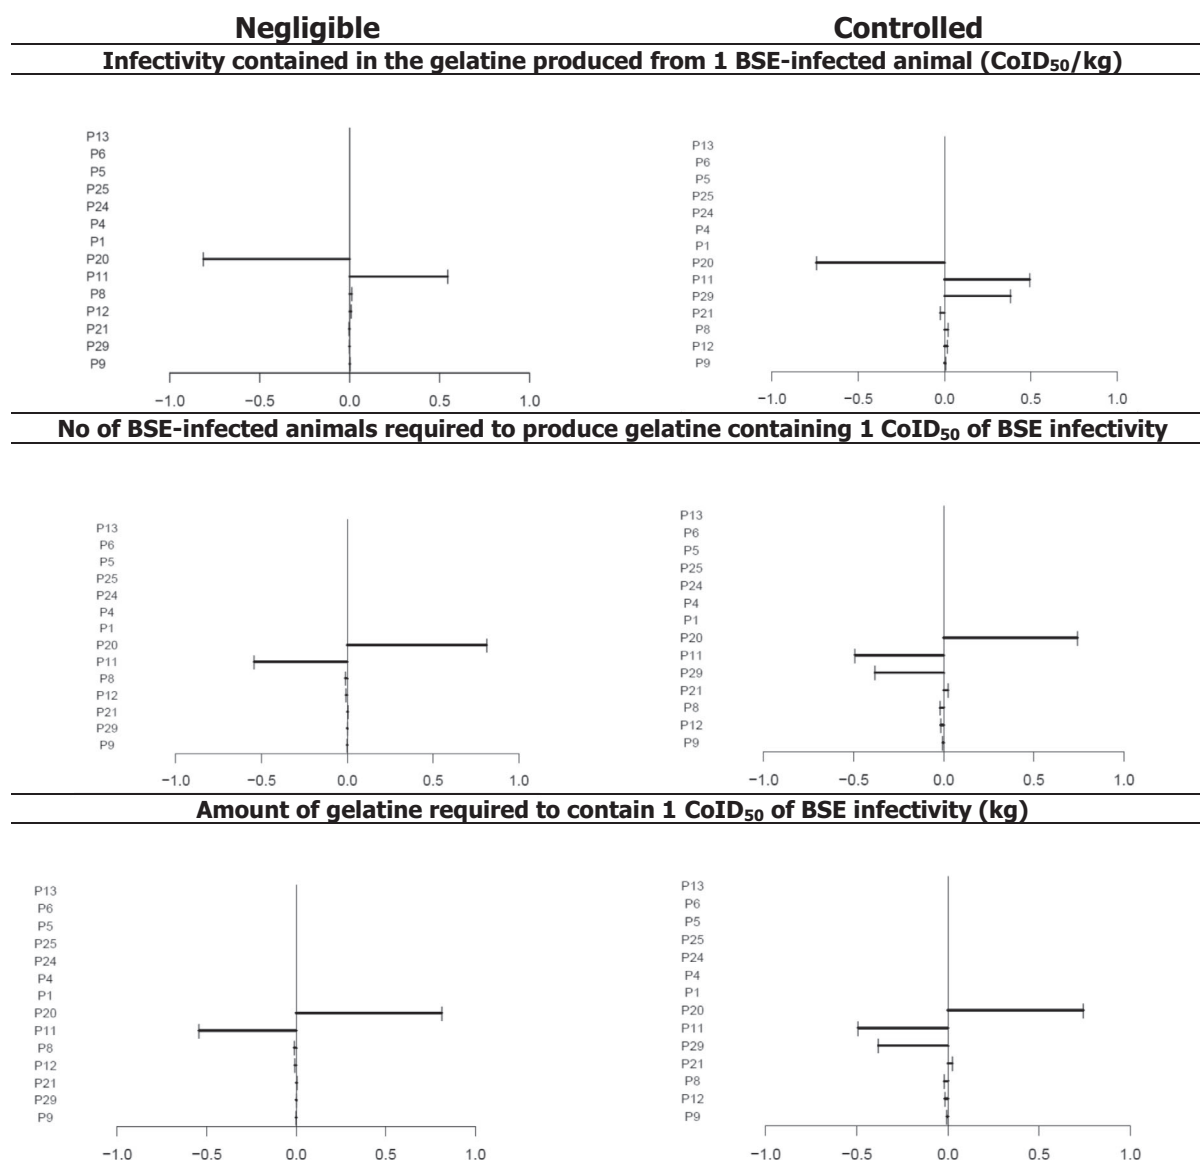 Negligible Controlled
Infectivity contained in the gelatine produced from 1 BSE-infected animal (CoID₅₀/kg)
P13
P6
P5
P25
P24
P4
P1
P20
P11
P8
P12
P21
P29
P9
−1.0 −0.5 0.0 0.5 1.0
P13
P6
P5
P25
P24
P4
P1
P20
P11
P29
P21
P8
P12
P9
−1.0 −0.5 0.0 0.5 1.0
No of BSE-infected animals required to produce gelatine containing 1 CoID₅₀ of BSE infectivity
P13
P6
P5
P25
P24
P4
P1
P20
P11
P8
P12
P21
P29
P9
−1.0 −0.5 0.0 0.5 1.0
P13
P6
P5
P25
P24
P4
P1
P20
P11
P29
P21
P8
P12
P9
−1.0 −0.5 0.0 0.5 1.0
Amount of gelatine required to contain 1 CoID₅₀ of BSE infectivity (kg)
P13
P6
P5
P25
P24
P4
P1
P20
P11
P8
P12
P21
P29
P9
−1.0 −0.5 0.0 0.5 1.0
P13
P6
P5
P25
P24
P4
P1
P20
P11
P29
P21
P8
P12
P9
−1.0 −0.5 0.0 0.5 1.0